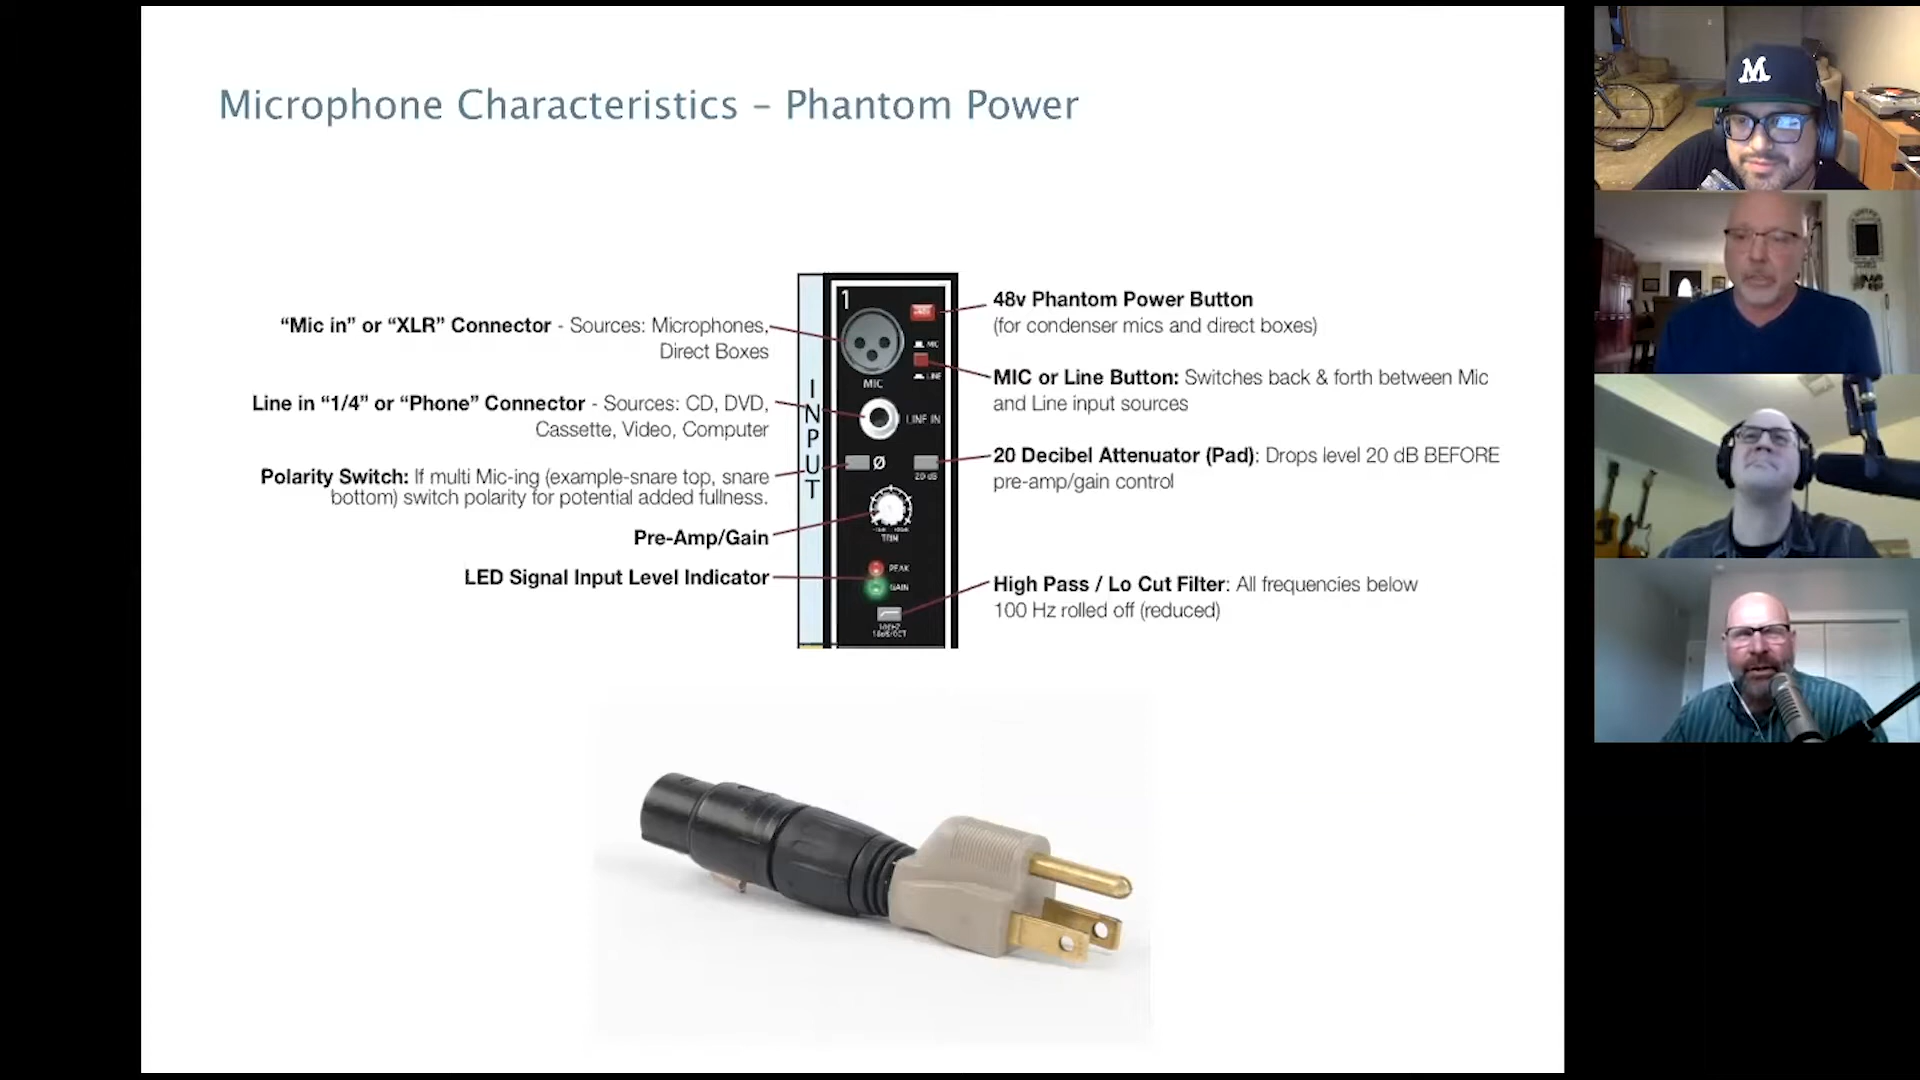 Microphone Characteristics – Phantom Power
“Mic in” or “XLR” Connector - Sources: Microphones,
Direct Boxes
Line in “1/4” or “Phone” Connector - Sources: CD, DVD,
Cassette, Video, Computer
Polarity Switch: If multi Mic-ing (example-snare top, snare
bottom) switch polarity for potential added fullness.
Pre-Amp/Gain
LED Signal Input Level Indicator
INPUT
1
MIC
LINE
MIC
LINE IN
Ø
20 dB
TRIM
PEAK
GAIN
100HZ
18dB/OCT
48v Phantom Power Button
(for condenser mics and direct boxes)
MIC or Line Button: Switches back & forth between Mic
and Line input sources
20 Decibel Attenuator (Pad): Drops level 20 dB BEFORE
pre-amp/gain control
High Pass / Lo Cut Filter: All frequencies below
100 Hz rolled off (reduced)
M